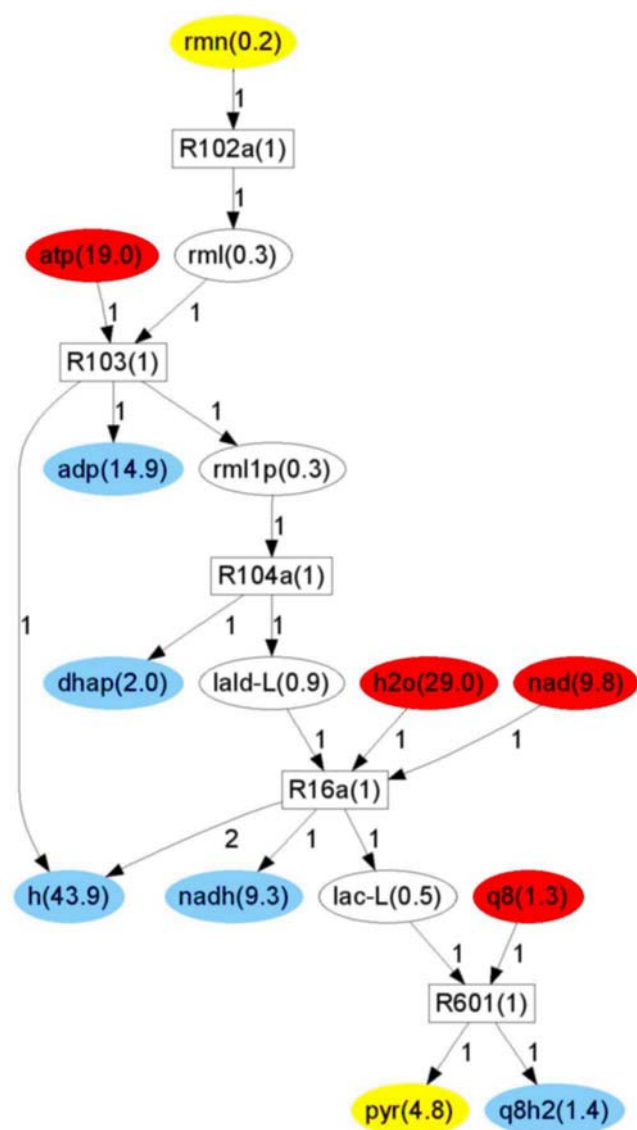 rmn(0.2)
1
R102a(1)
1
atp(19.0) rml(0.3)
1 1
R103(1)
1 1
adp(14.9) rml1p(0.3)
1
R104a(1)
1 1 1
dhap(2.0) lald-L(0.9) h2o(29.0) nad(9.8)
1 1 1
R16a(1)
2 1 1
h(43.9) nadh(9.3) lac-L(0.5) q8(1.3)
1 1
R601(1)
1 1
pyr(4.8) q8h2(1.4)